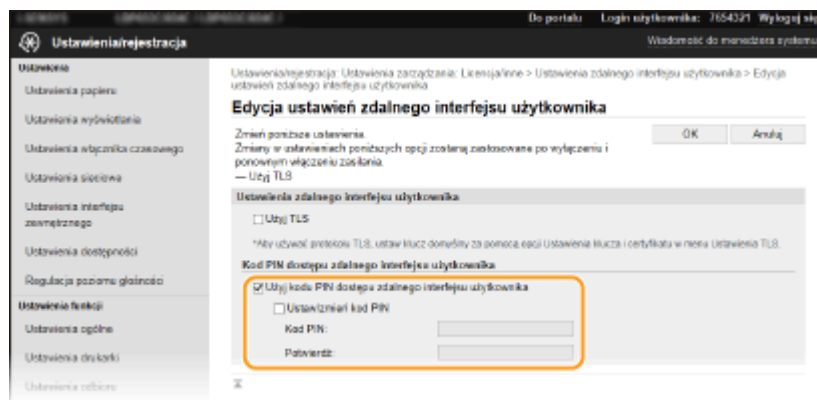 Do portalu Login użytkownika: 7654321 Wyloguj się
Ustawienia/rejestracja
Wiadomość do menedżera systemu
Ustawienia
Ustawienia papieru
Ustawienia wyświetlania
Ustawienia włącznika czasowego
Ustawienia sieciowe
Ustawienia interfejsu
zewnętrznego
Ustawienia dostępności
Regulacja poziomu głośności
Ustawienia funkcji
Ustawienia ogólne
Ustawienia drukarki
Ustawienia odbioru
Ustawienia/rejestracja: Ustawienia zarządzania: Licencja/Inne > Ustawienia zdalnego interfejsu użytkownika > Edycja
ustawień zdalnego interfejsu użytkownika
Edycja ustawień zdalnego interfejsu użytkownika
Zmień poniższe ustawienia.
OK Anuluj
Zmiany w ustawieniach poniższych opcji zostaną zastosowane po wyłączeniu i
ponownym włączeniu zasilania.
— Użyj TLS
Ustawienia zdalnego interfejsu użytkownika
Użyj TLS
*Aby używać protokołu TLS, ustaw klucz domyślny za pomocą opcji Ustawienia klucza i certyfikatu w menu Ustawienia TLS.
Kod PIN dostępu zdalnego interfejsu użytkownika
Użyj kodu PIN dostępu zdalnego interfejsu użytkownika
Ustaw/zmień kod PIN
Kod PIN:
Potwierdź: